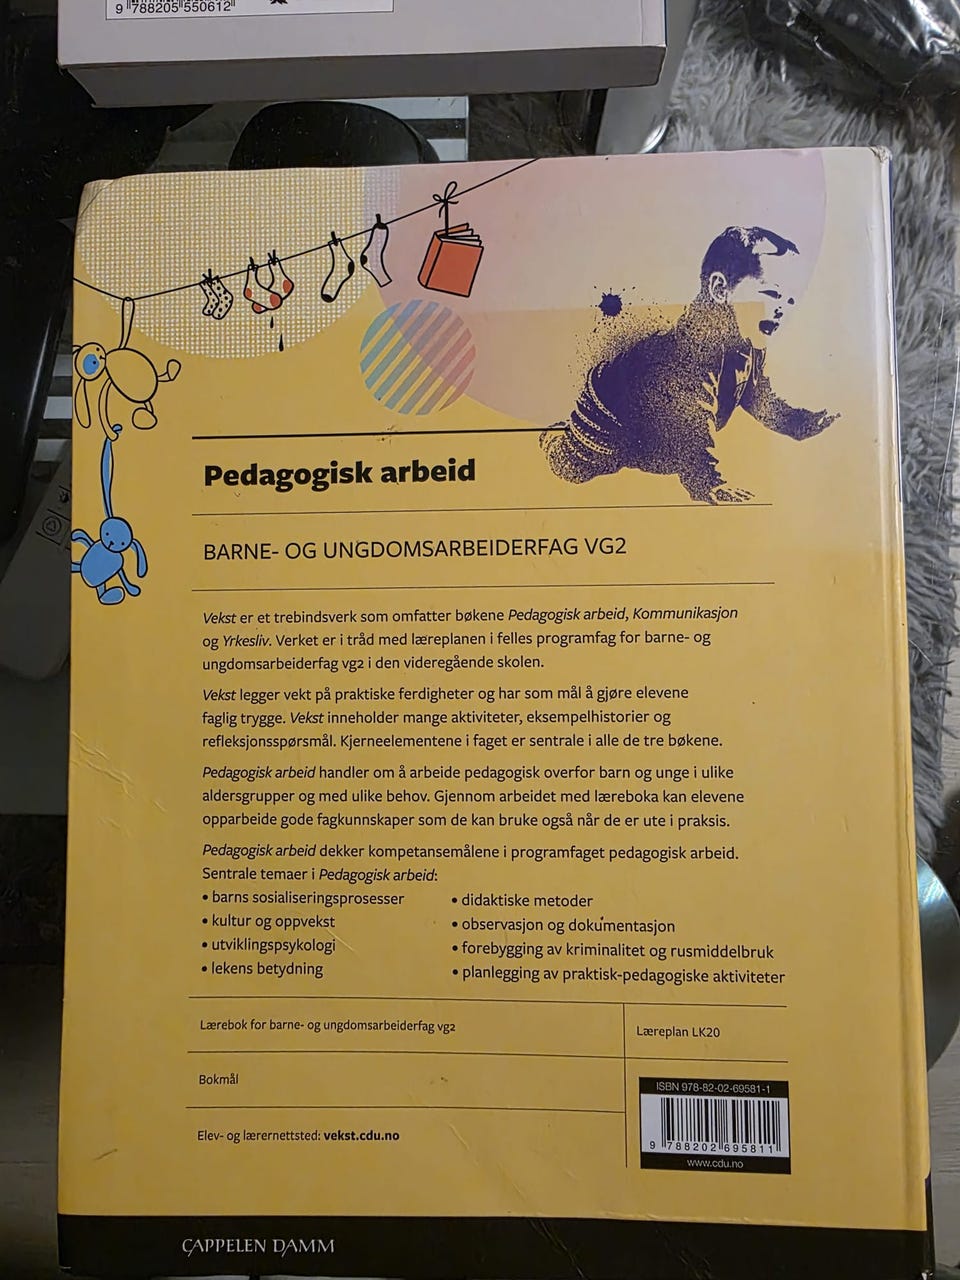 9 788205 550612
Pedagogisk arbeid
BARNE- OG UNGDOMSARBEIDERFAG VG2
Vekst er et trebindsverk som omfatter bøkene Pedagogisk arbeid, Kommunikasjon
og Yrkesliv. Verket er i tråd med læreplanen i felles programfag for barne- og
ungdomsarbeiderfag vg2 i den videregående skolen.
Vekst legger vekt på praktiske ferdigheter og har som mål å gjøre elevene
faglig trygge. Vekst inneholder mange aktiviteter, eksempelhistorier og
refleksjonsspørsmål. Kjerneelementene i faget er sentrale i alle de tre bøkene.
Pedagogisk arbeid handler om å arbeide pedagogisk overfor barn og unge i ulike
aldersgrupper og med ulike behov. Gjennom arbeidet med læreboka kan elevene
opparbeide gode fagkunnskaper som de kan bruke også når de er ute i praksis.
Pedagogisk arbeid dekker kompetansemålene i programfaget pedagogisk arbeid.
Sentrale temaer i Pedagogisk arbeid:
• barns sosialiseringsprosesser
• kultur og oppvekst
• utviklingspsykologi
• lekens betydning
• didaktiske metoder
• observasjon og dokumentasjon
• forebygging av kriminalitet og rusmiddelbruk
• planlegging av praktisk-pedagogiske aktiviteter
Lærebok for barne- og ungdomsarbeiderfag vg2
Læreplan LK20
Bokmål
Elev- og lærernettsted: vekst.cdu.no
ISBN 978-82-02-69581-1
9 788202 695811
www.cdu.no
CAPPELEN DAMM